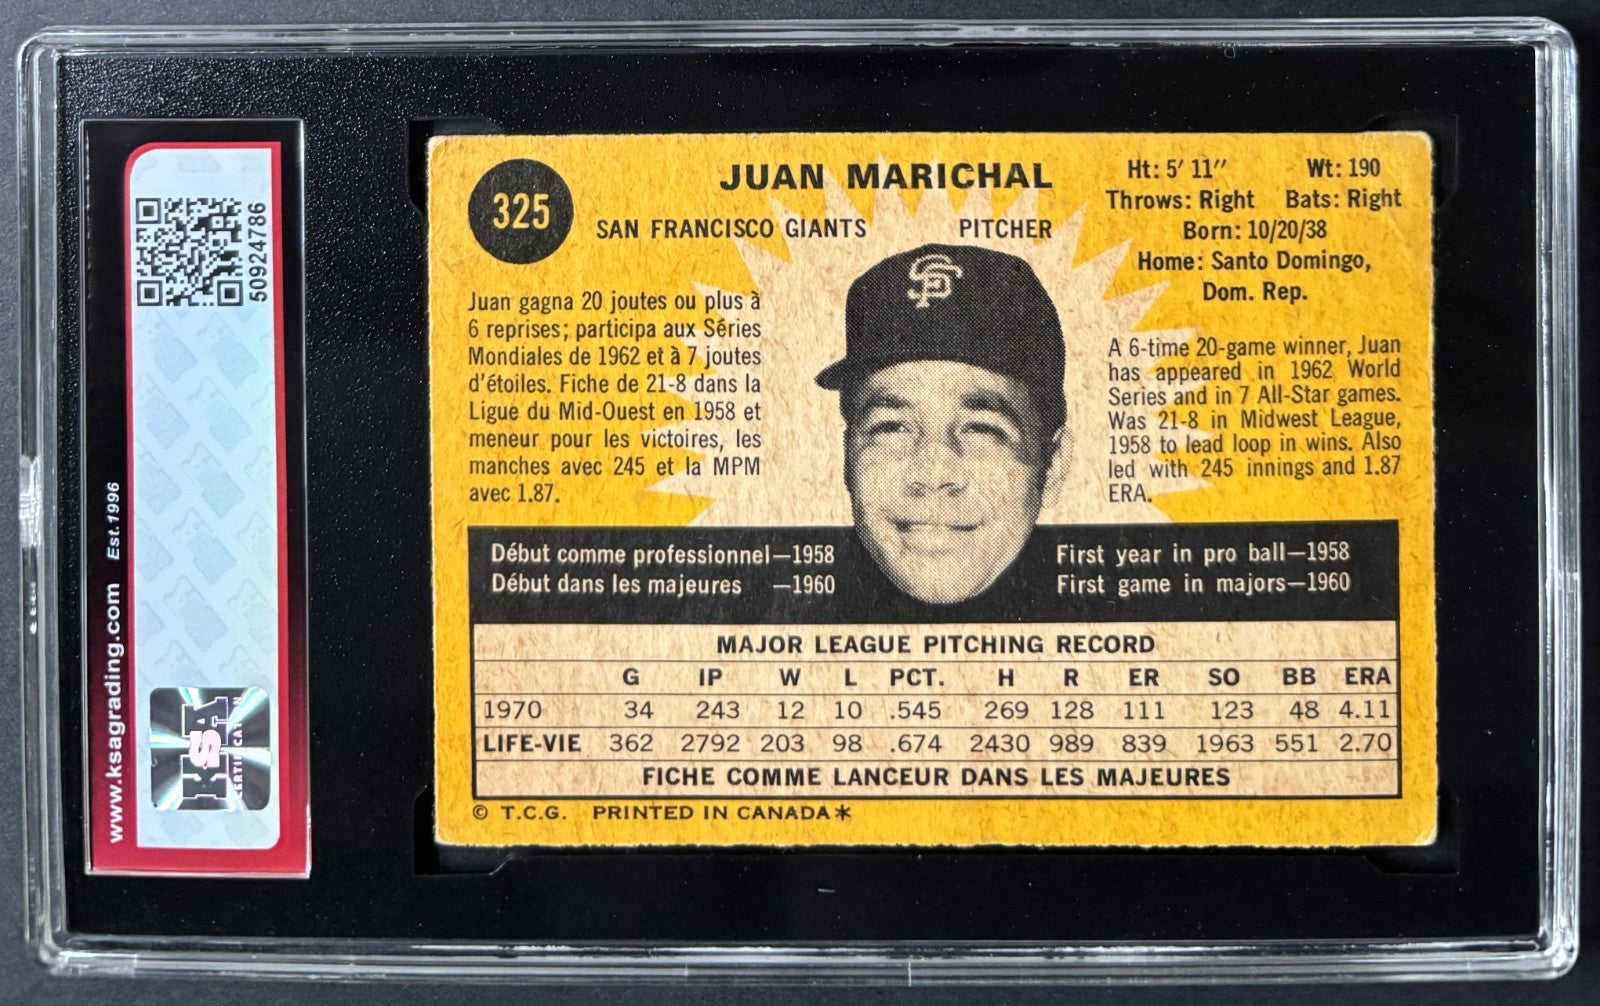 50924786
www.ksagrading.com Est.1996
KSA
CERTIFICATION
325
JUAN MARICHAL
SAN FRANCISCO GIANTS PITCHER
Ht: 5′ 11″ Wt: 190
Throws: Right Bats: Right
Born: 10/20/38
Home: Santo Domingo,
Dom. Rep.
Juan gagna 20 joutes ou plus à
6 reprises; participa aux Séries
Mondiales de 1962 et à 7 joutes
d'étoiles. Fiche de 21-8 dans la
Ligue du Mid-Ouest en 1958 et
meneur pour les victoires, les
manches avec 245 et la MPM
avec 1.87.
A 6-time 20-game winner, Juan
has appeared in 1962 World
Series and in 7 All-Star games.
Was 21-8 in Midwest League,
1958 to lead loop in wins. Also
led with 245 innings and 1.87
ERA.
SF
Début comme professionnel—1958
Début dans les majeures —1960
First year in pro ball—1958
First game in majors—1960
MAJOR LEAGUE PITCHING RECORD
G IP W L PCT. H R ER SO BB ERA
1970 34 243 12 10 .545 269 128 111 123 48 4.11
LIFE-VIE 362 2792 203 98 .674 2430 989 839 1963 551 2.70
FICHE COMME LANCEUR DANS LES MAJEURES
© T.C.G. PRINTED IN CANADA*